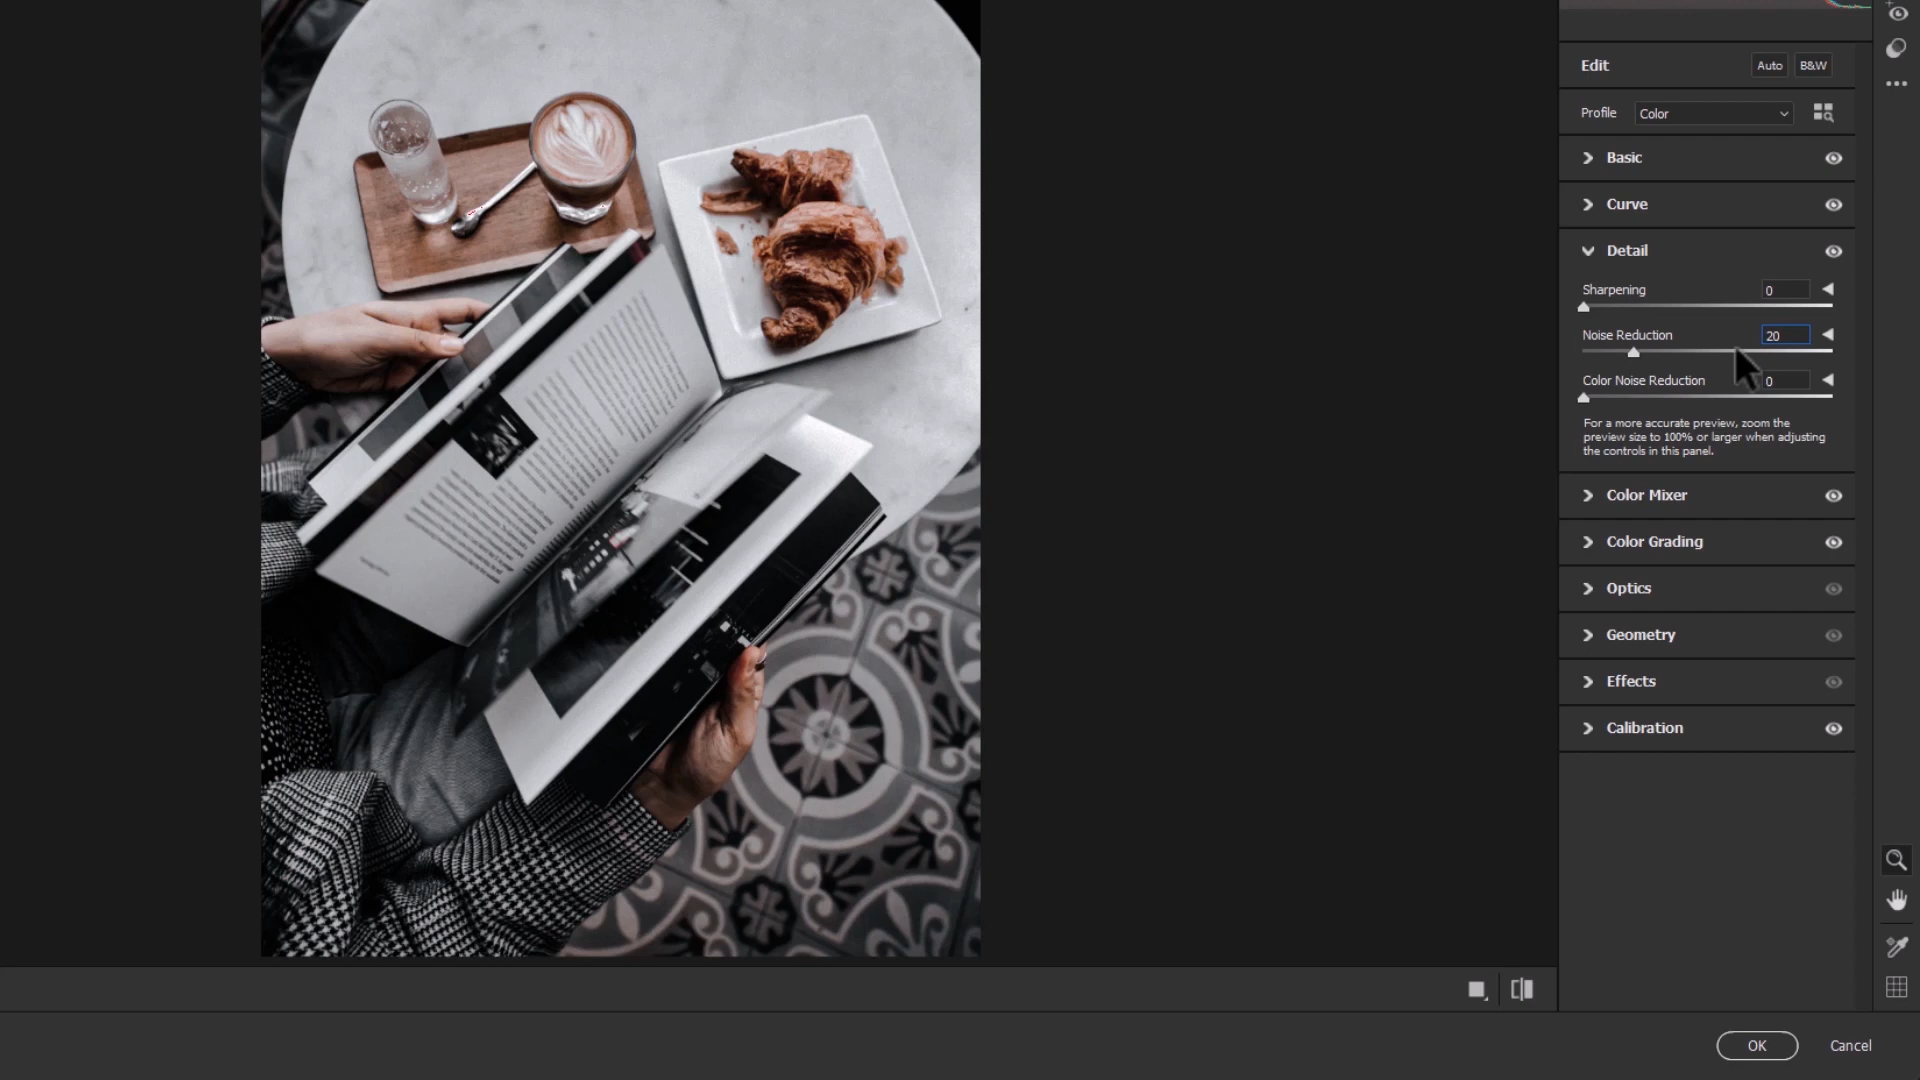 Edit
Auto
B&W
Profile
Color
Basic
Curve
Detail
Sharpening
0
Noise Reduction
20
Color Noise Reduction
0
For a more accurate preview, zoom the
preview size to 100% or larger when adjusting
the controls in this panel.
Color Mixer
Color Grading
Optics
Geometry
Effects
Calibration
OK
Cancel